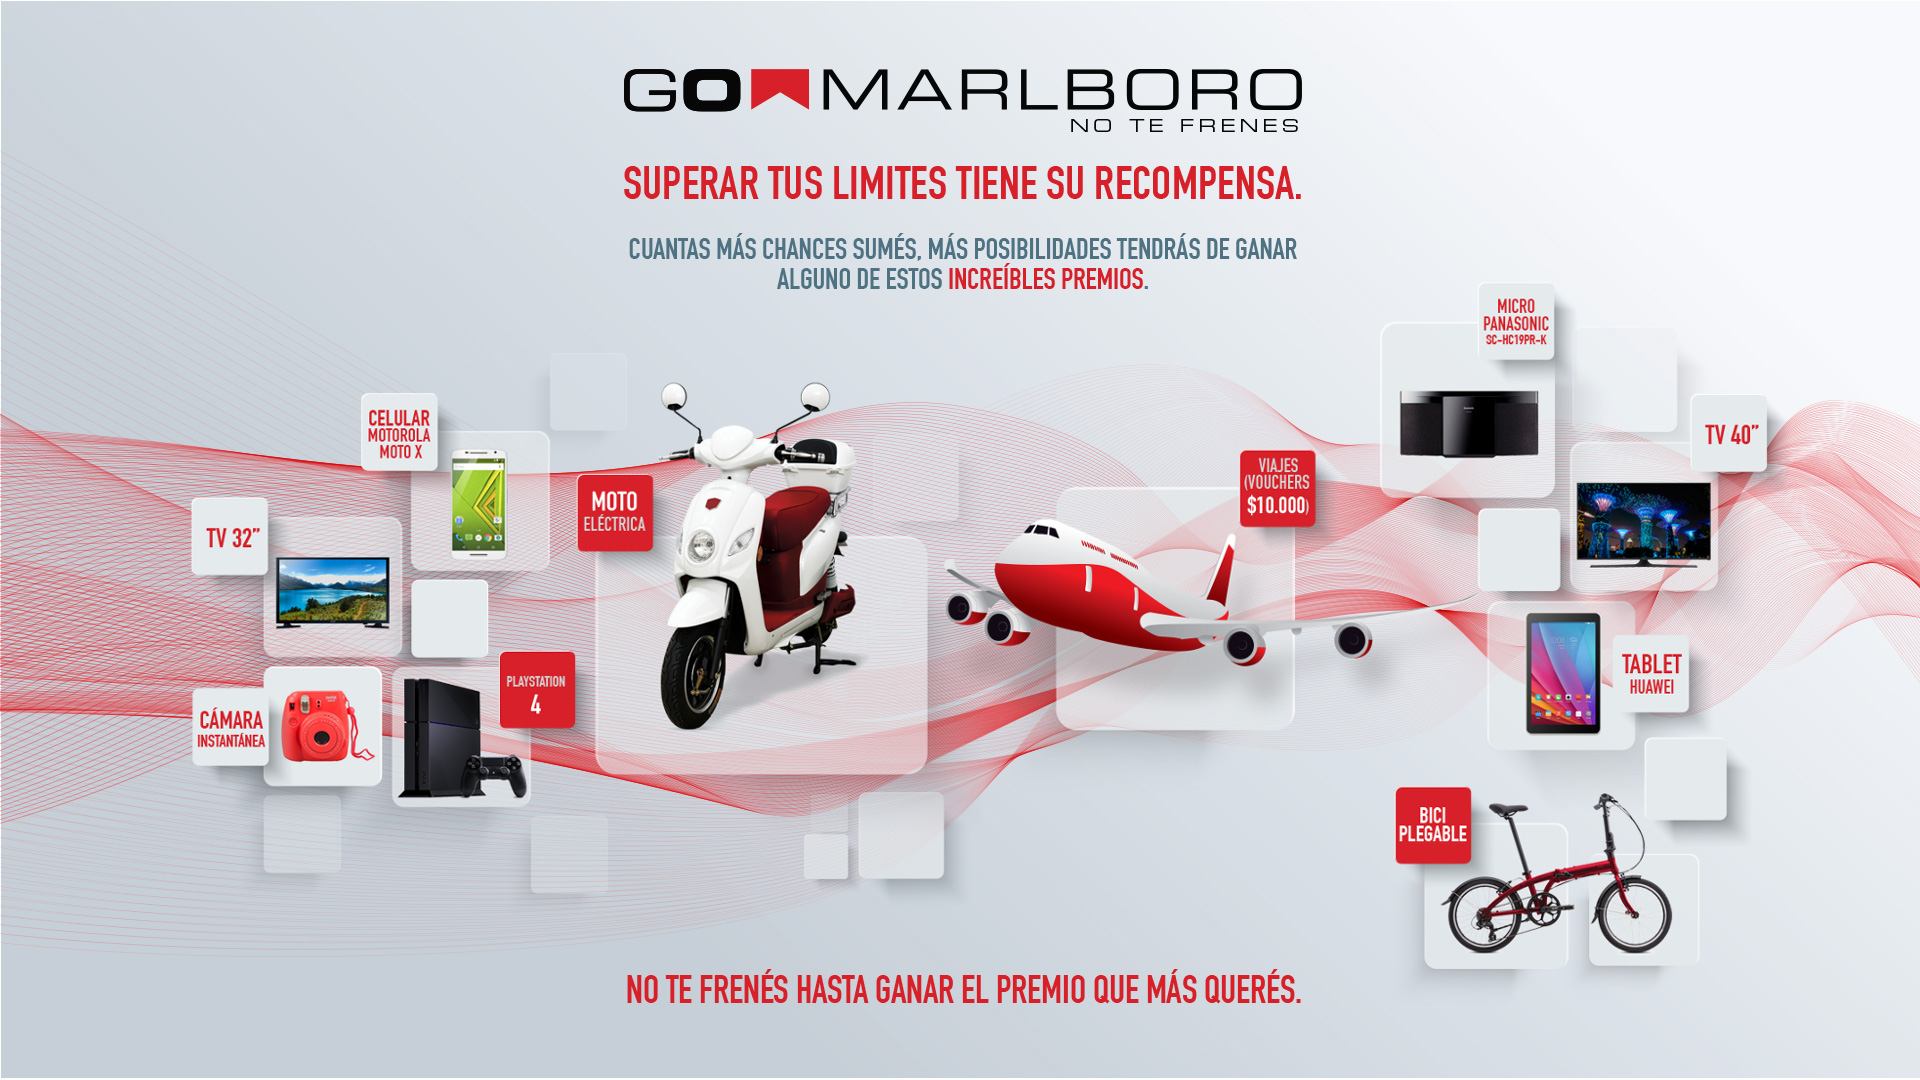 GO MARLBORO
NO TE FRENES
SUPERAR TUS LIMITES TIENE SU RECOMPENSA.
CUANTAS MÁS CHANCES SUMÉS, MÁS POSIBILIDADES TENDRÁS DE GANAR
ALGUNO DE ESTOS INCREÍBLES PREMIOS.
MICRO
PANASONIC
SC-HC19PR-K
CELULAR
MOTOROLA
MOTO X
TV 40”
VIAJES
(VOUCHERS
$10.000)
MOTO
ELÉCTRICA
TV 32”
TABLET
HUAWEI
PLAYSTATION
4
CÁMARA
INSTANTÁNEA
BICI
PLEGABLE
NO TE FRENÉS HASTA GANAR EL PREMIO QUE MÁS QUERÉS.